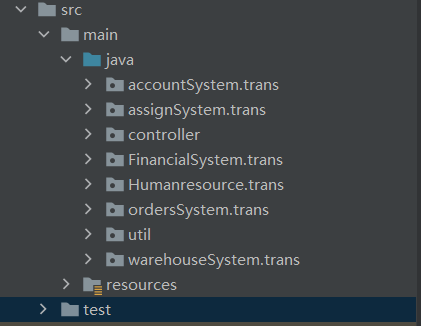 src
main
java
accountSystem.trans
assignSystem.trans
controller
FinancialSystem.trans
Humanresource.trans
ordersSystem.trans
util
warehouseSystem.trans
resources
test